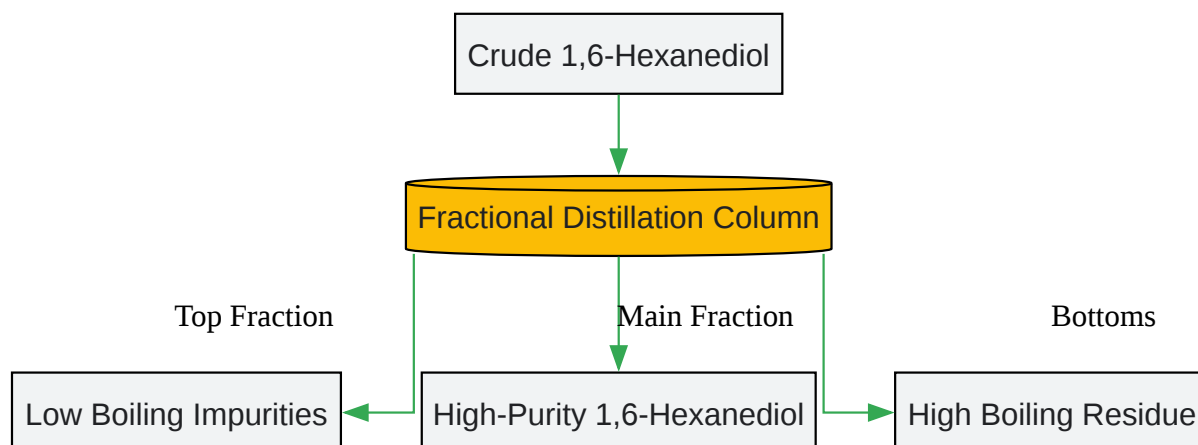 Crude 1,6-Hexanediol
Fractional Distillation Column
Top Fraction
Main Fraction
Bottoms
Low Boiling Impurities
High-Purity 1,6-Hexanediol
High Boiling Residue